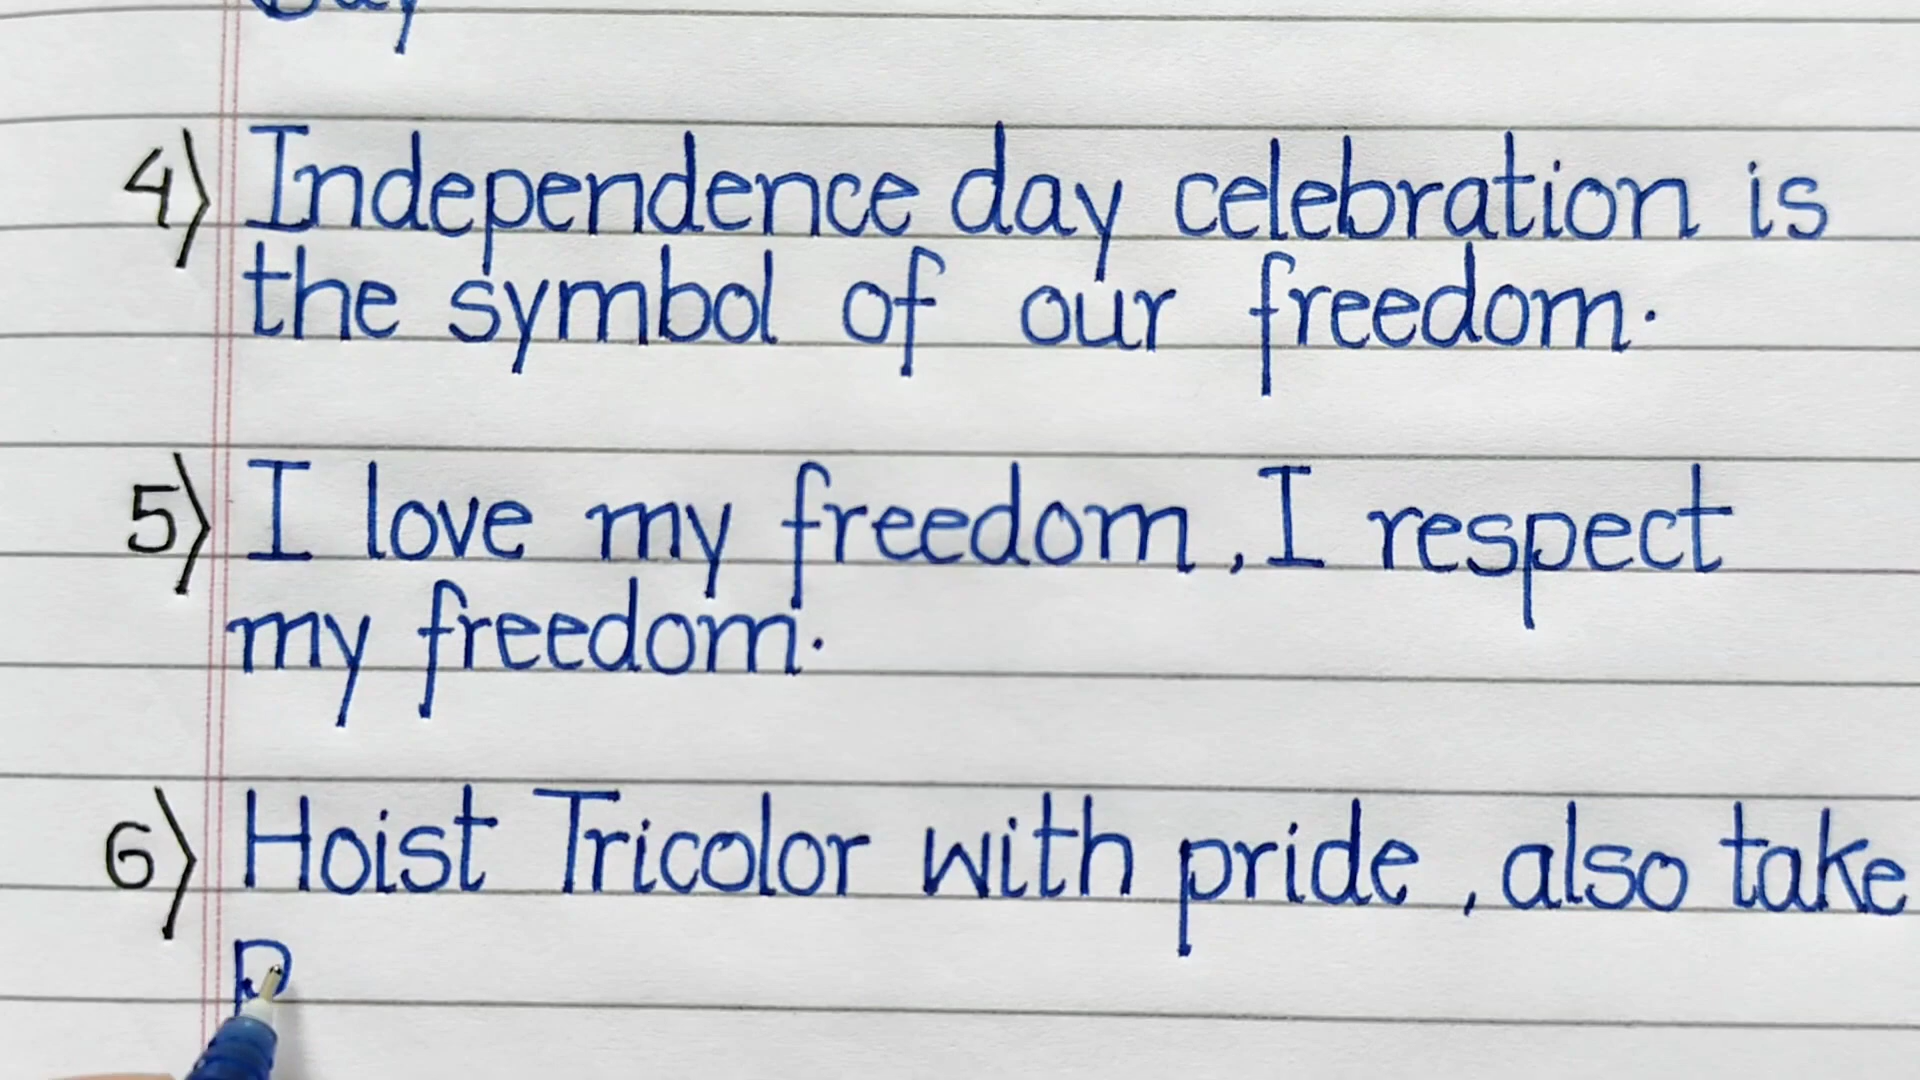 4) Independence day celebration is
the symbol of our freedom.
5) I love my freedom, I respect
my freedom.
6) Hoist Tricolor with pride, also take